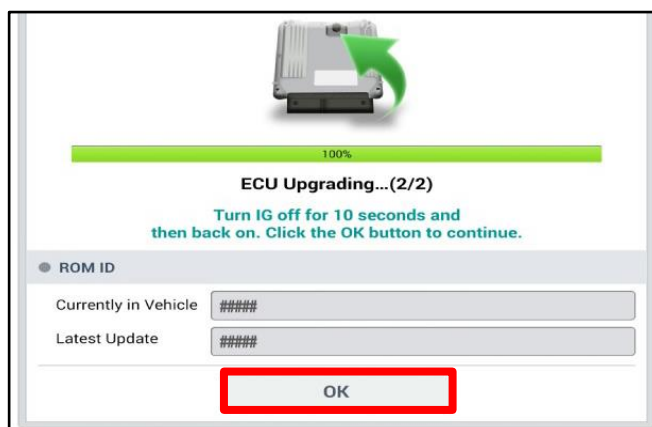 100%
ECU Upgrading...(2/2)
Turn IG off for 10 seconds and
then back on. Click the OK button to continue.
ROM ID
Currently in Vehicle #####
Latest Update #####
OK